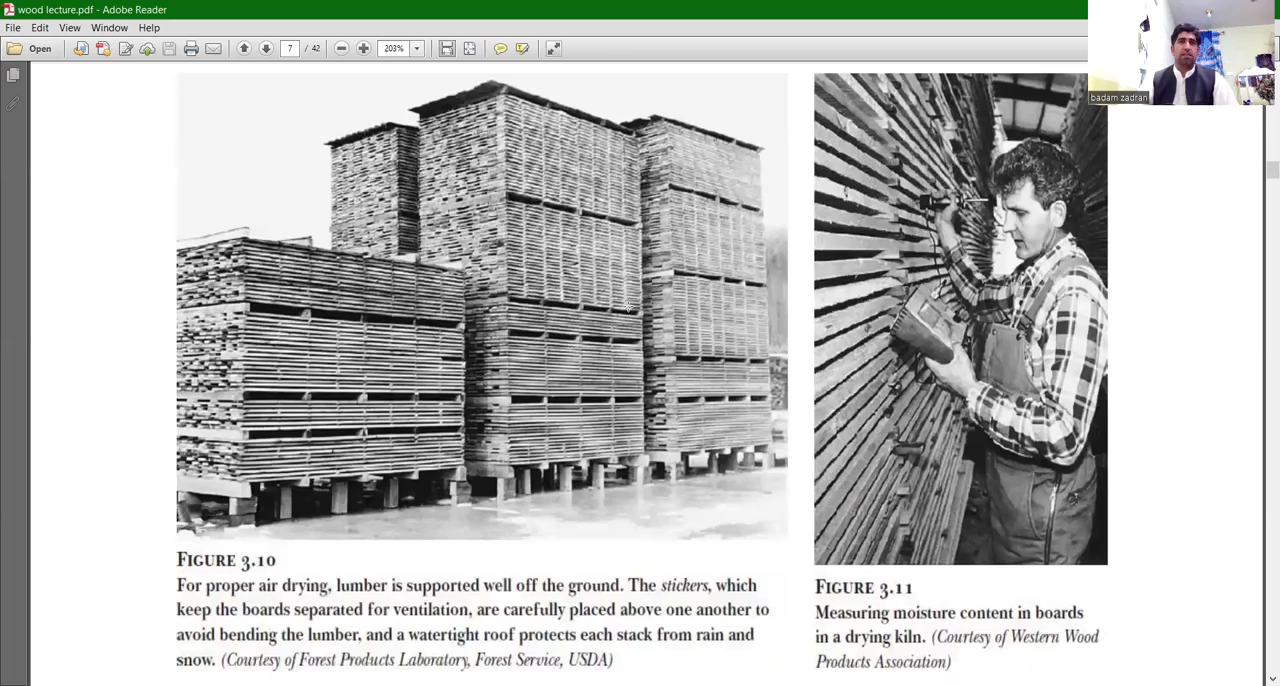 wood lecture.pdf - Adobe Reader
File Edit View Window Help
Open 7 / 42 203%
badam zadran
FIGURE 3.10
For proper air drying, lumber is supported well off the ground. The stickers, which
keep the boards separated for ventilation, are carefully placed above one another to
avoid bending the lumber, and a watertight roof protects each stack from rain and
snow. (Courtesy of Forest Products Laboratory, Forest Service, USDA)
FIGURE 3.11
Measuring moisture content in boards
in a drying kiln. (Courtesy of Western Wood
Products Association)